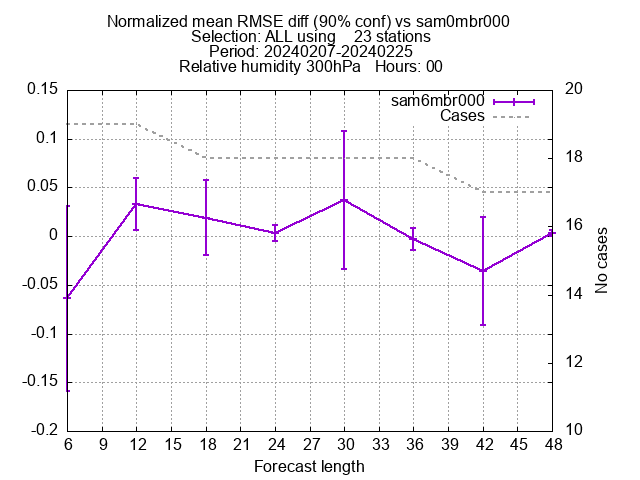 Normalized mean RMSE diff (90% conf) vs sam0mbr000
Selection: ALL using    23 stations
Period: 20240207-20240225
Relative humidity 300hPa   Hours: 00
0.15
0.1
0.05
0
-0.05
-0.1
-0.15
-0.2
20
18
16
14
12
10
sam6mbr000
Cases
No cases
6 9 12 15 18 21 24 27 30 33 36 39 42 45 48
Forecast length